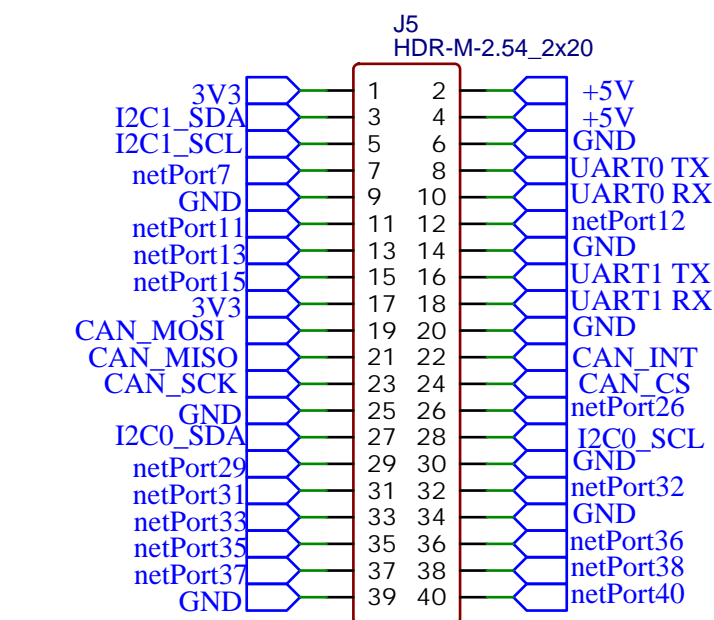 J5
HDR-M-2.54_2x20
3V3 1 2 +5V
I2C1_SDA 3 4 +5V
I2C1_SCL 5 6 GND
netPort7 7 8 UART0 TX
GND 9 10 UART0 RX
netPort11 11 12 netPort12
netPort13 13 14 GND
netPort15 15 16 UART1 TX
3V3 17 18 UART1 RX
CAN_MOSI 19 20 GND
CAN_MISO 21 22 CAN_INT
CAN_SCK 23 24 CAN_CS
GND 25 26 netPort26
I2C0_SDA 27 28 I2C0_SCL
netPort29 29 30 GND
netPort31 31 32 netPort32
netPort33 33 34 GND
netPort35 35 36 netPort36
netPort37 37 38 netPort38
GND 39 40 netPort40